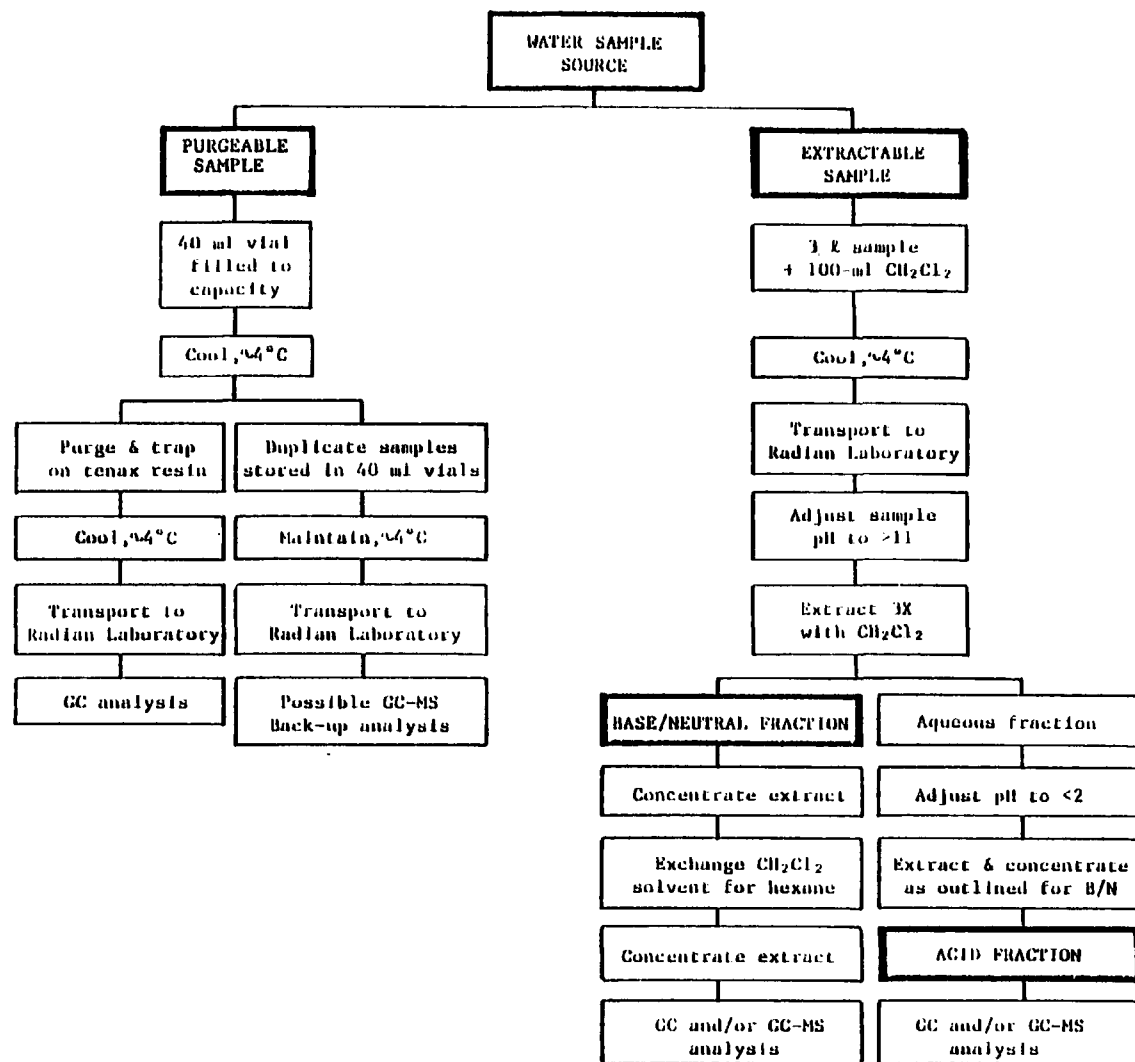 WATER SAMPLE
SOURCE
PURGEABLE
SAMPLE
40 ml vial
filled to
capacity
Cool,~4°C
Purge & trap
on tenax resin
Cool,~4°C
Transport to
Radian Laboratory
GC analysis
Duplicate samples
stored in 40 ml vials
Maintain,~4°C
Transport to
Radian Laboratory
Possible GC-MS
Back-up analysis
EXTRACTABLE
SAMPLE
3 ℓ sample
+ 100-ml CH₂Cl₂
Cool,~4°C
Transport to
Radian Laboratory
Adjust sample
pH to >11
Extract 3X
with CH₂Cl₂
BASE/NEUTRAL FRACTION
Concentrate extract
Exchange CH₂Cl₂
solvent for hexane
Concentrate extract
GC and/or GC-MS
analysis
Aqueous fraction
Adjust pH to <2
Extract & concentrate
as outlined for B/N
ACID FRACTION
GC and/or GC-MS
analysis